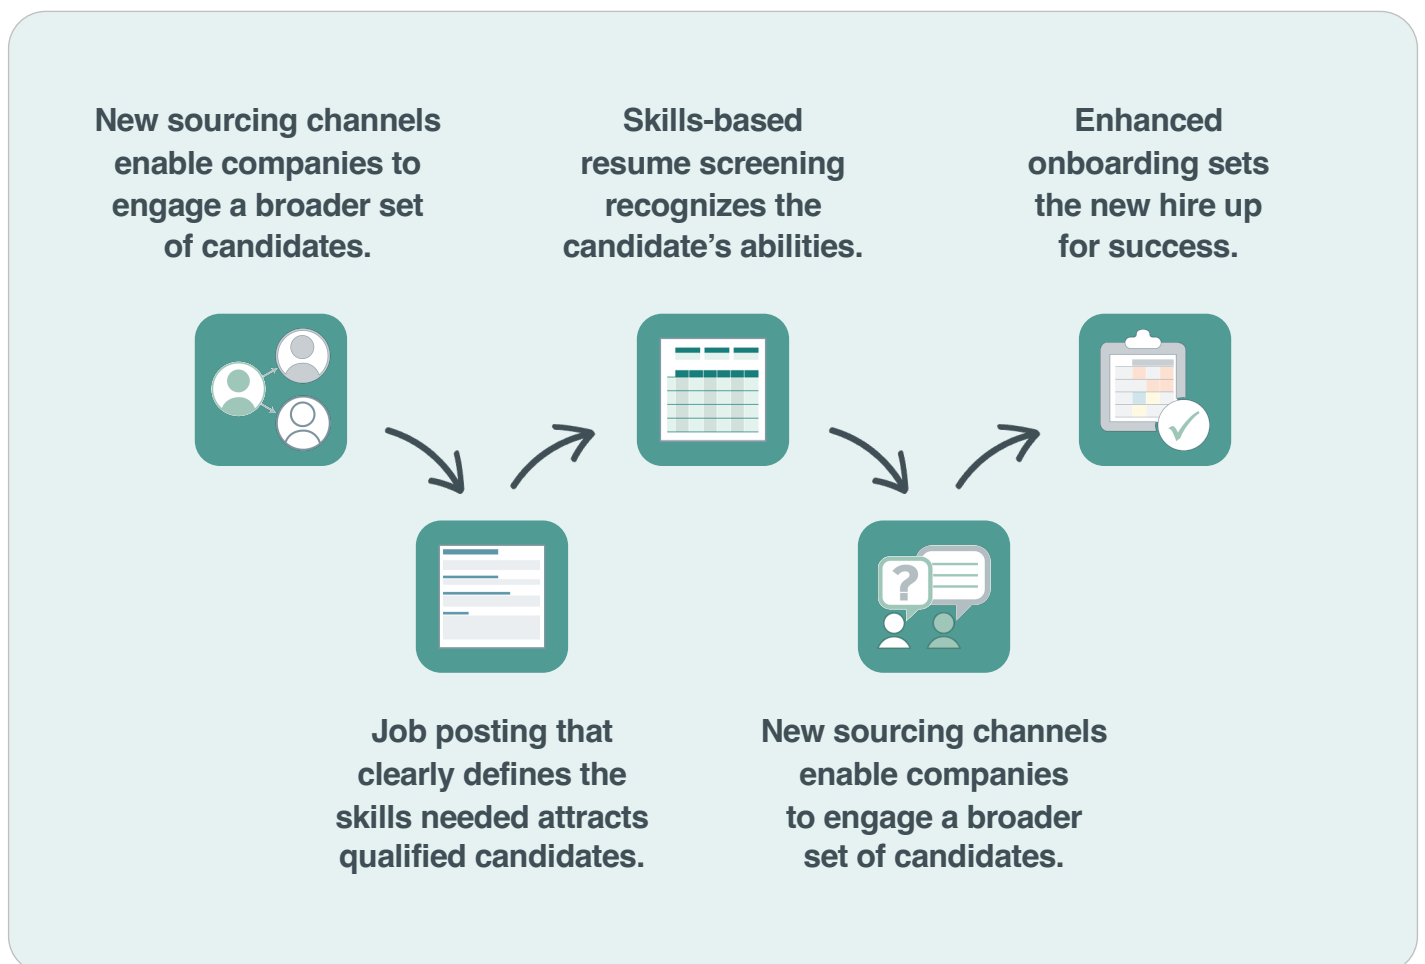 New sourcing channels
enable companies to
engage a broader set
of candidates.
Skills-based
resume screening
recognizes the
candidate’s abilities.
Enhanced
onboarding sets
the new hire up
for success.
?
Job posting that
clearly defines the
skills needed attracts
qualified candidates.
New sourcing channels
enable companies
to engage a broader
set of candidates.